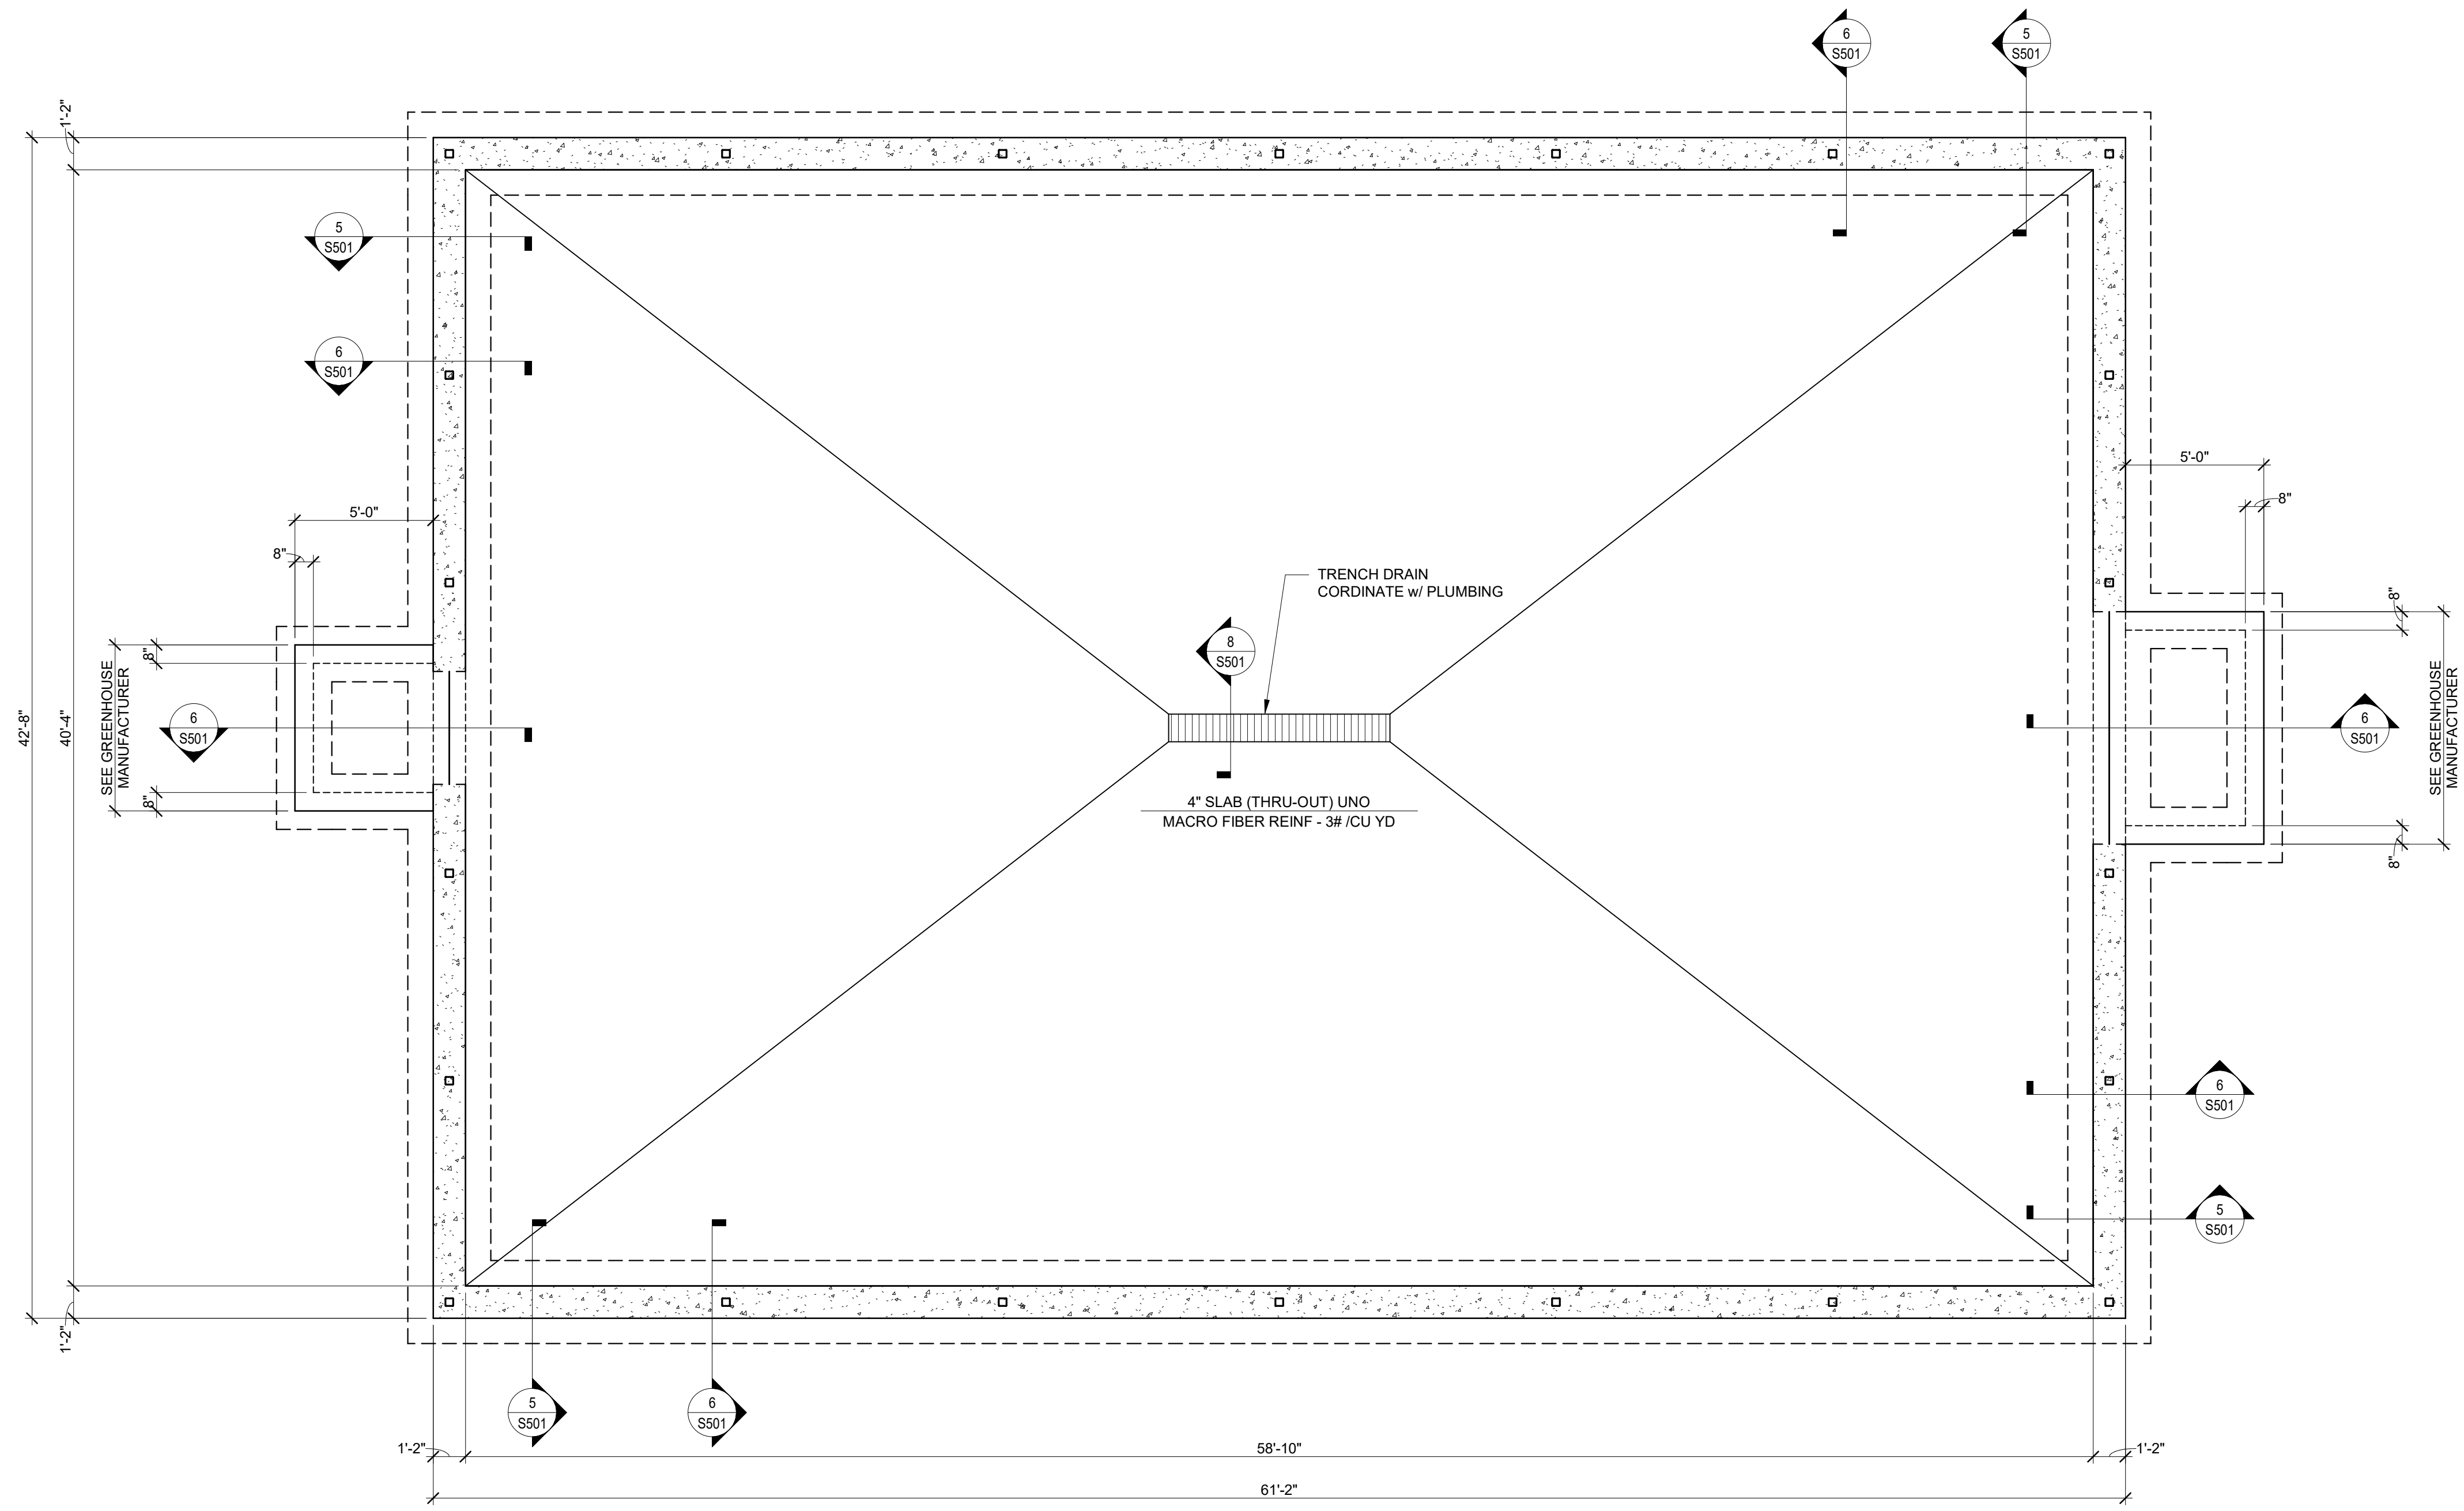 6
S501
5
S501
1'-2"
5
S501
6
S501
5'-0"
5'-0"
8"
8"
TRENCH DRAIN
CORDINATE w/ PLUMBING
8"
8"
8
S501
SEE GREENHOUSE
MANUFACTURER
SEE GREENHOUSE
MANUFACTURER
6
S501
6
S501
42'-8"
40'-4"
8"
8"
4" SLAB (THRU-OUT) UNO
MACRO FIBER REINF - 3# /CU YD
6
S501
5
S501
1'-2"
5
S501
6
S501
1'-2"
58'-10"
1'-2"
61'-2"